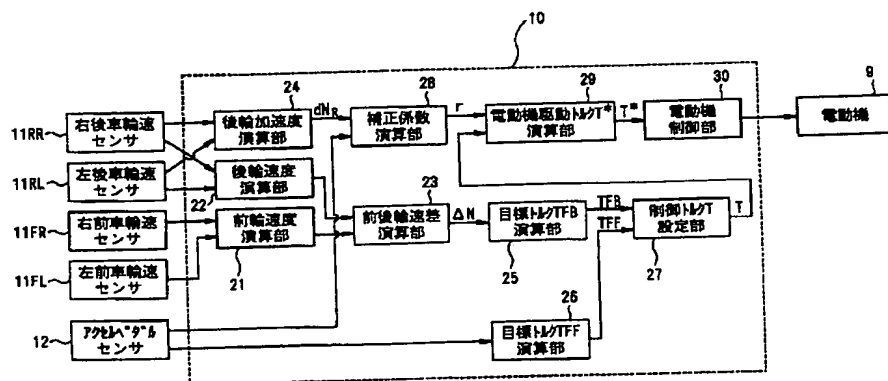 10
24
28
29
30
9
11RR
右後車輪速
センサ
後輪加速度
演算部
dNR
補正係数
演算部
r
電動機駆動トルクT*
演算部
T*
電動機
制御部
電動機
11RL
左後車輪速
センサ
22
後輪速度
演算部
23
11FR
右前車輪速
センサ
前輪速度
演算部
21
前後輪速差
演算部
ΔN
目標トルクTFB
演算部
25
TFB
TFF
制御トルクT
設定部
27
T
11FL
左前車輪速
センサ
12
アクセルペダル
センサ
26
目標トルクTFF
演算部